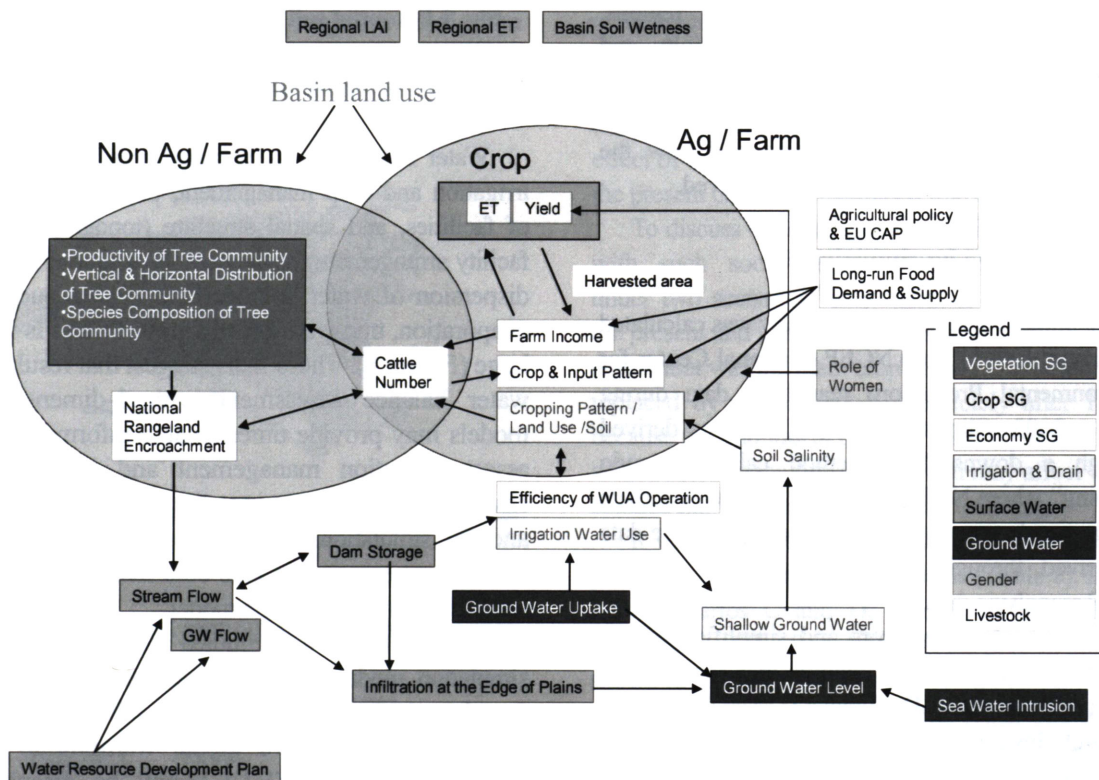 Regional LAI
Regional ET
Basin Soil Wetness
Basin land use
Non Ag / Farm
Crop
Ag / Farm
ET
Yield
Agricultural policy
& EU CAP
•Productivity of Tree Community
•Vertical & Horizontal Distribution
of Tree Community
•Species Composition of Tree
Community
Harvested area
Long-run Food
Demand & Supply
Farm Income
Cattle
Number
Crop & Input Pattern
Role of
Women
Cropping Pattern /
Land Use /Soil
National
Rangeland
Encroachment
Soil Salinity
Efficiency of WUA Operation
Irrigation Water Use
Dam Storage
Stream Flow
GW Flow
Ground Water Uptake
Shallow Ground Water
Infiltration at the Edge of Plains
Ground Water Level
Sea Water Intrusion
Water Resource Development Plan
Legend
Vegetation SG
Crop SG
Economy SG
Irrigation & Drain
Surface Water
Ground Water
Gender
Livestock